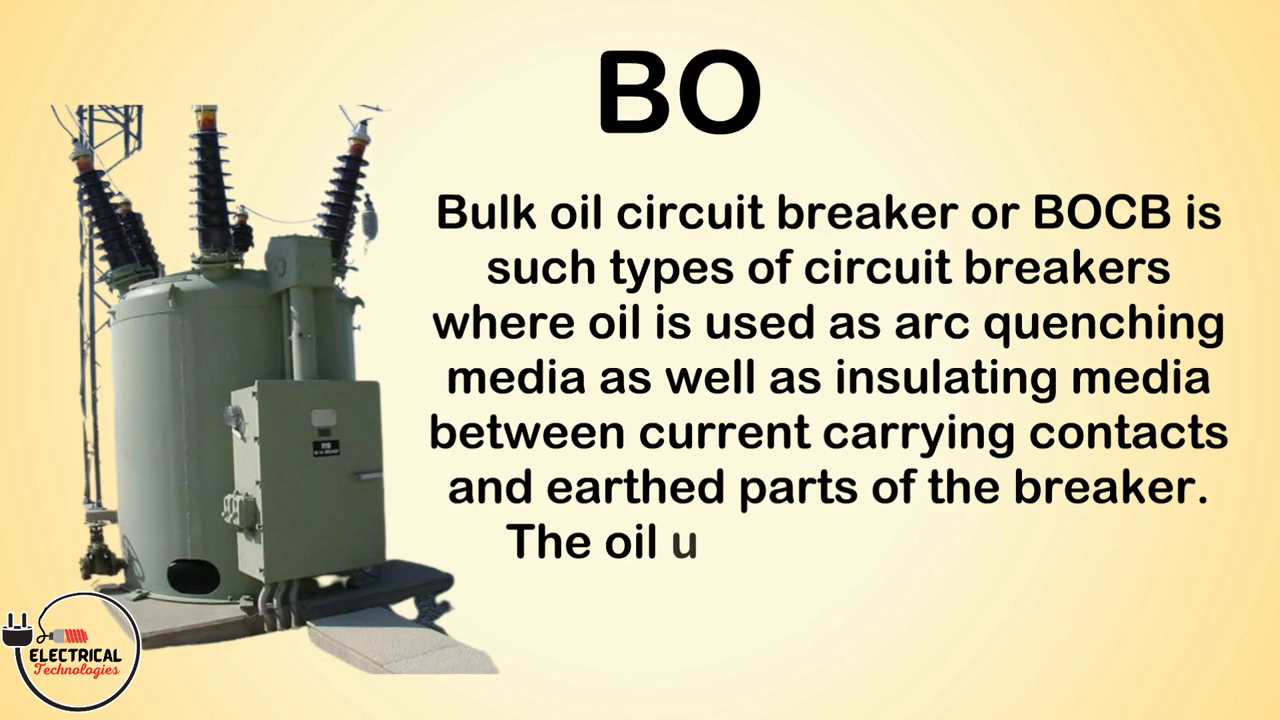 BO
Bulk oil circuit breaker or BOCB is
such types of circuit breakers
where oil is used as arc quenching
media as well as insulating media
between current carrying contacts
and earthed parts of the breaker.
The oil u
ELECTRICAL
Technologies